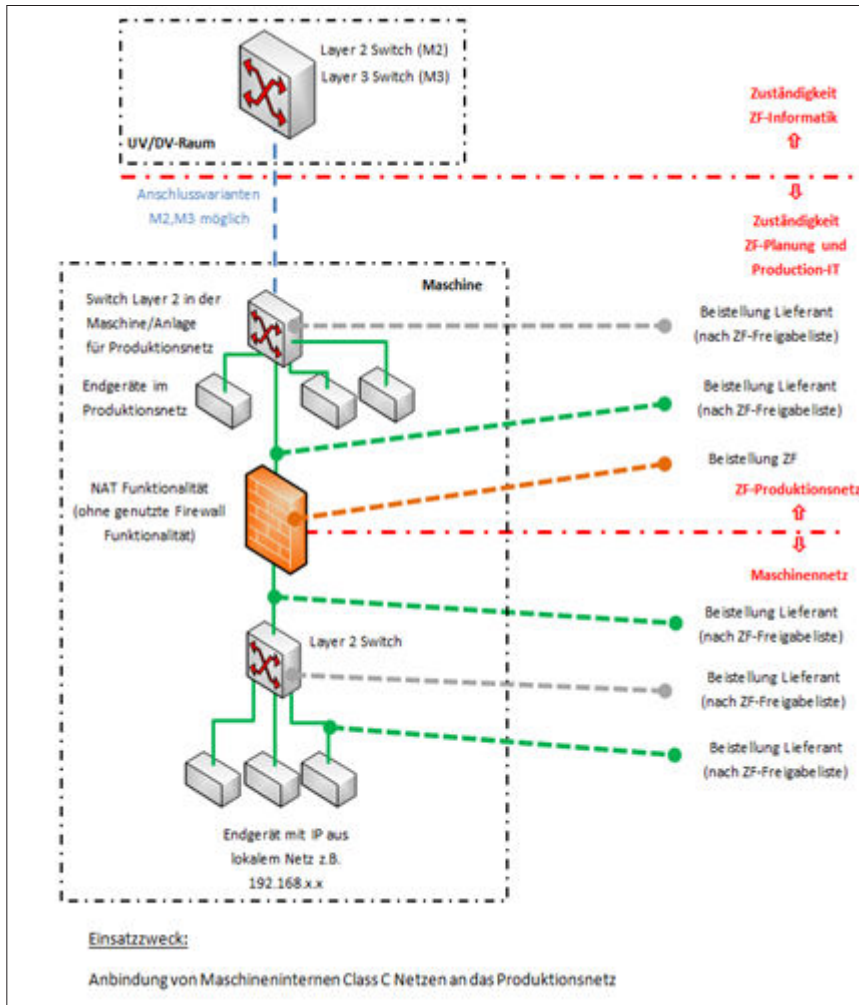 Layer 2 Switch (M2)
Layer 3 Switch (M3)
UV/DV-Raum
Zuständigkeit
ZF-Informatik
Anschlussvarianten
M2,M3 möglich
Zuständigkeit
ZF-Planung und
Production-IT
Maschine
Switch Layer 2 in der
Maschine/Anlage
für Produktionsnetz
Beistellung Lieferant
(nach ZF-Freigabeliste)
Endgeräte im
Produktionsnetz
Beistellung Lieferant
(nach ZF-Freigabeliste)
Beistellung ZF
NAT Funktionalität
(ohne genutzte Firewall
Funktionalität)
ZF-Produktionsnetz
Maschinennetz
Beistellung Lieferant
(nach ZF-Freigabeliste)
Layer 2 Switch
Beistellung Lieferant
(nach ZF-Freigabeliste)
Beistellung Lieferant
(nach ZF-Freigabeliste)
Endgerät mit IP aus
lokalem Netz z.B.
192.168.x.x
Einsatzzweck:
Anbindung von Maschineninternen Class C Netzen an das Produktionsnetz